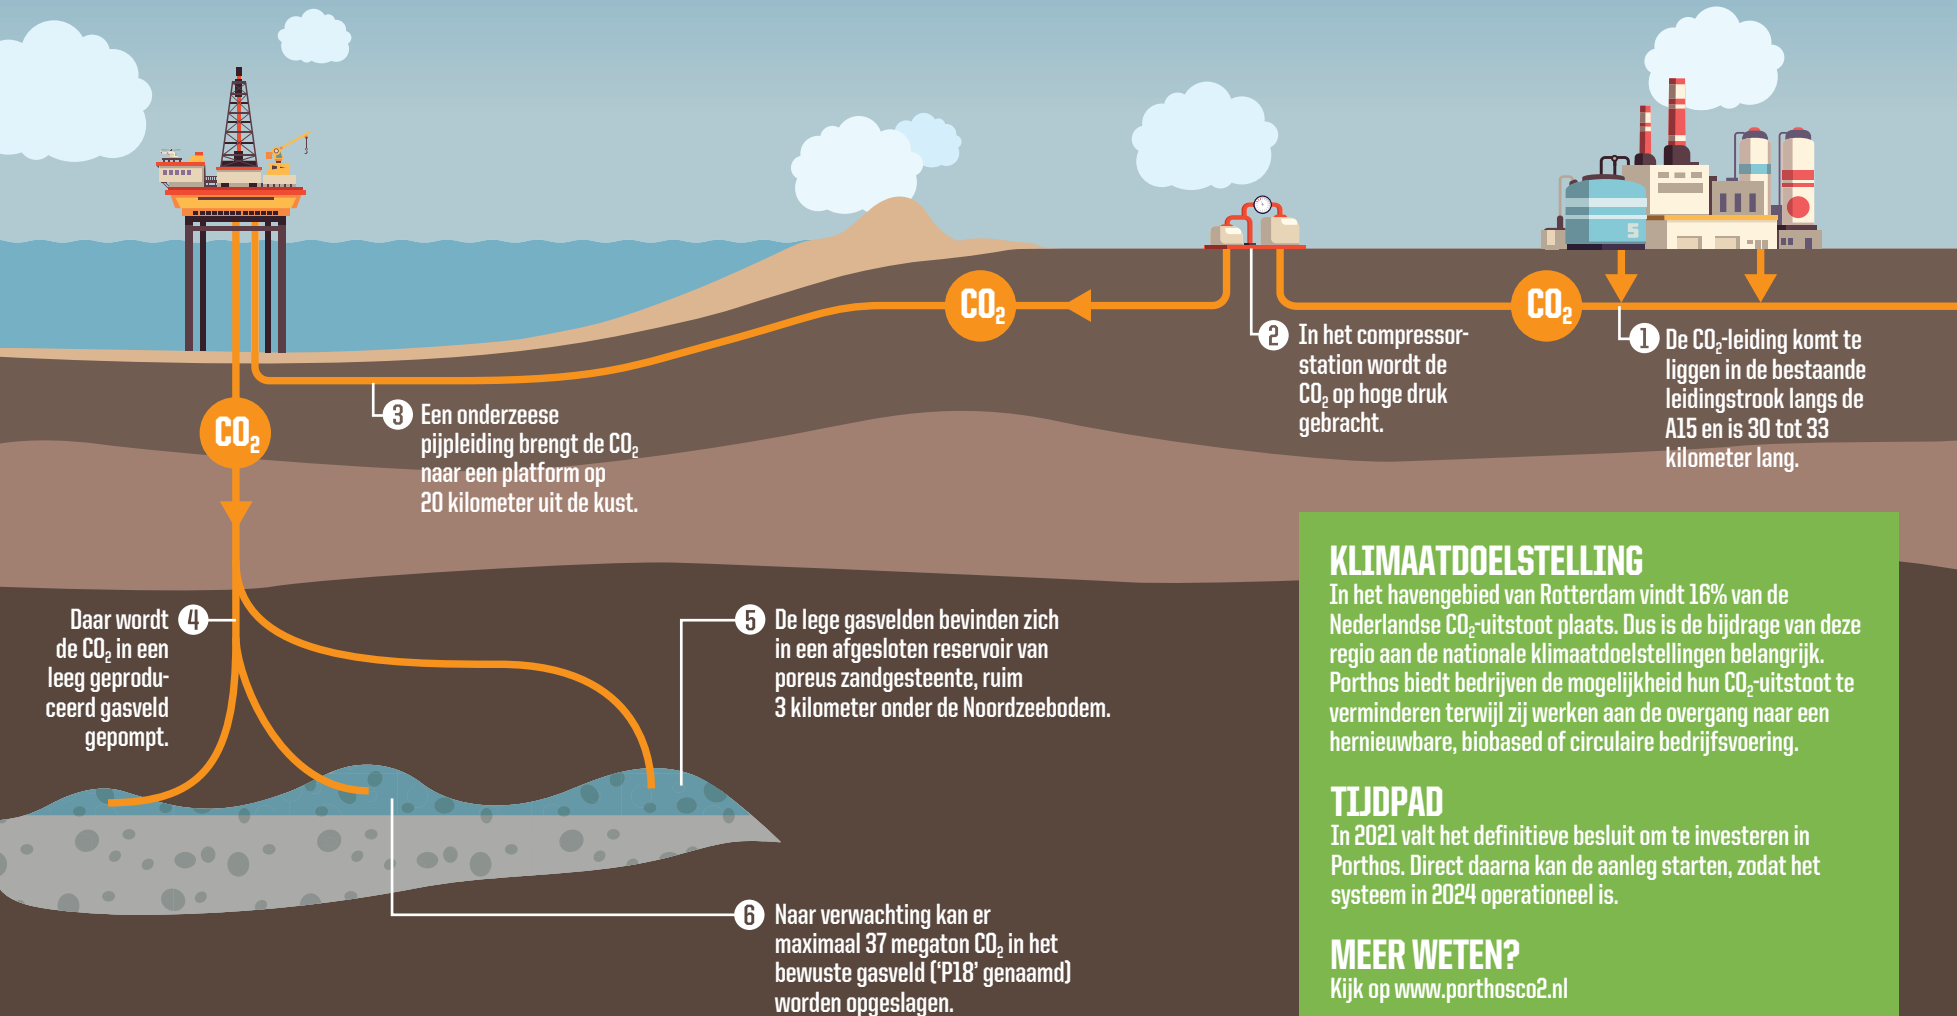 CO₂
CO₂
1 De CO₂-leiding komt te
liggen in de bestaande
leidingstrook langs de
A15 en is 30 tot 33
kilometer lang.
2 In het compressor-
station wordt de
CO₂ op hoge druk
gebracht.
3 Een onderzeese
pijpleiding brengt de CO₂
naar een platform op
20 kilometer uit de kust.
CO₂
Daar wordt 4
de CO₂ in een
leeg geprodu-
ceerd gasveld
gepompt.
5 De lege gasvelden bevinden zich
in een afgesloten reservoir van
poreus zandgesteente, ruim
3 kilometer onder de Noordzeebodem.
6 Naar verwachting kan er
maximaal 37 megaton CO₂ in het
bewuste gasveld (‘P18’ genaamd)
worden opgeslagen.
KLIMAATDOELSTELLING
In het havengebied van Rotterdam vindt 16% van de
Nederlandse CO₂-uitstoot plaats. Dus is de bijdrage van deze
regio aan de nationale klimaatdoelstellingen belangrijk.
Porthos biedt bedrijven de mogelijkheid hun CO₂-uitstoot te
verminderen terwijl zij werken aan de overgang naar een
hernieuwbare, biobased of circulaire bedrijfsvoering.
TIJDPAD
In 2021 valt het definitieve besluit om te investeren in
Porthos. Direct daarna kan de aanleg starten, zodat het
systeem in 2024 operationeel is.
MEER WETEN?
Kijk op www.porthosco2.nl
5